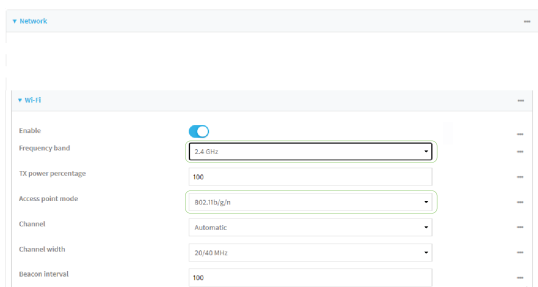 Network
Wi-Fi
Enable
Frequency band
2.4 GHz
TX power percentage
100
Access point mode
802.11b/g/n
Channel
Automatic
Channel width
20/40 MHz
Beacon interval
100